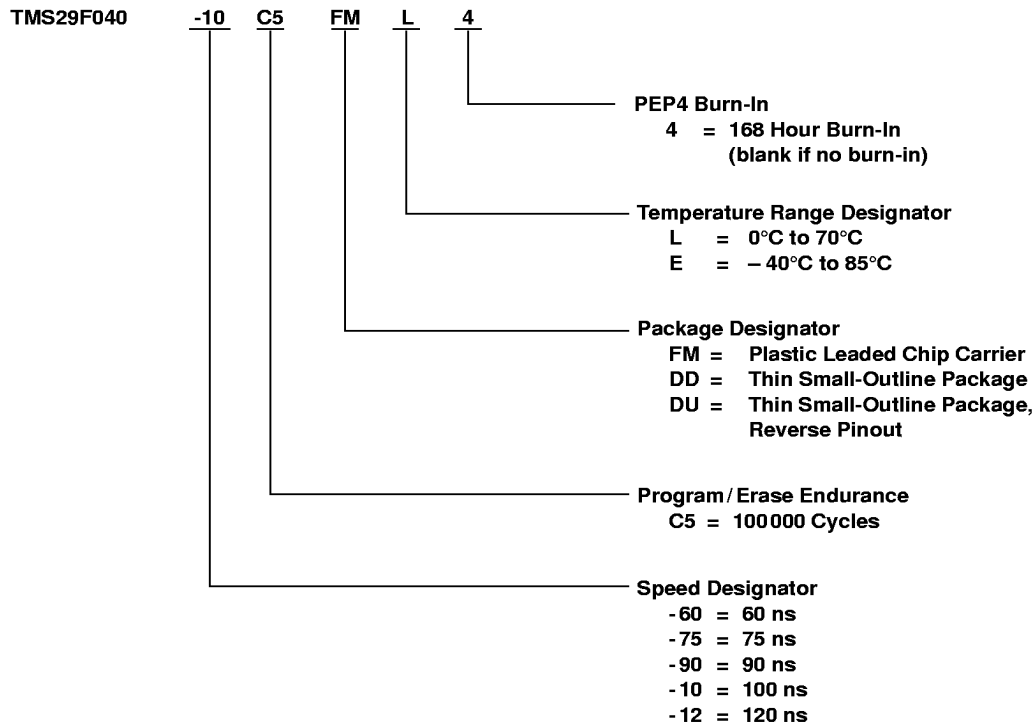 TMS29F040 -10 C5 FM L 4
PEP4 Burn-In
4 = 168 Hour Burn-In
(blank if no burn-in)
Temperature Range Designator
L = 0°C to 70°C
E = – 40°C to 85°C
Package Designator
FM = Plastic Leaded Chip Carrier
DD = Thin Small-Outline Package
DU = Thin Small-Outline Package,
Reverse Pinout
Program/Erase Endurance
C5 = 100000 Cycles
Speed Designator
-60 = 60 ns
-75 = 75 ns
-90 = 90 ns
-10 = 100 ns
-12 = 120 ns